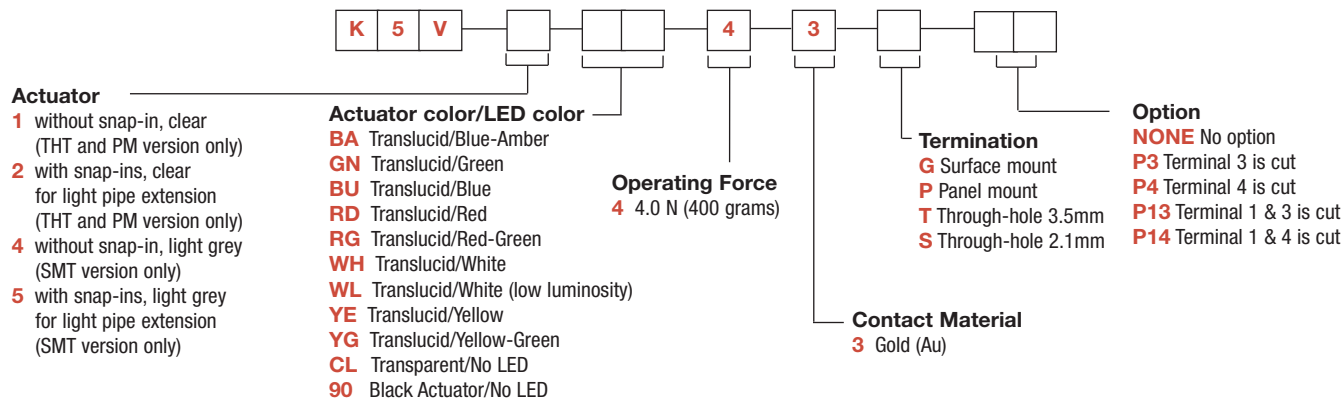 K 5 V 4 3
Actuator
1 without snap-in, clear
(THT and PM version only)
2 with snap-ins, clear
for light pipe extension
(THT and PM version only)
4 without snap-in, light grey
(SMT version only)
5 with snap-ins, light grey
for light pipe extension
(SMT version only)
Actuator color/LED color
BA Translucid/Blue-Amber
GN Translucid/Green
BU Translucid/Blue
RD Translucid/Red
RG Translucid/Red-Green
WH Translucid/White
WL Translucid/White (low luminosity)
YE Translucid/Yellow
YG Translucid/Yellow-Green
CL Transparent/No LED
90 Black Actuator/No LED
Operating Force
4 4.0 N (400 grams)
Contact Material
3 Gold (Au)
Termination
G Surface mount
P Panel mount
T Through-hole 3.5mm
S Through-hole 2.1mm
Option
NONE No option
P3 Terminal 3 is cut
P4 Terminal 4 is cut
P13 Terminal 1 & 3 is cut
P14 Terminal 1 & 4 is cut